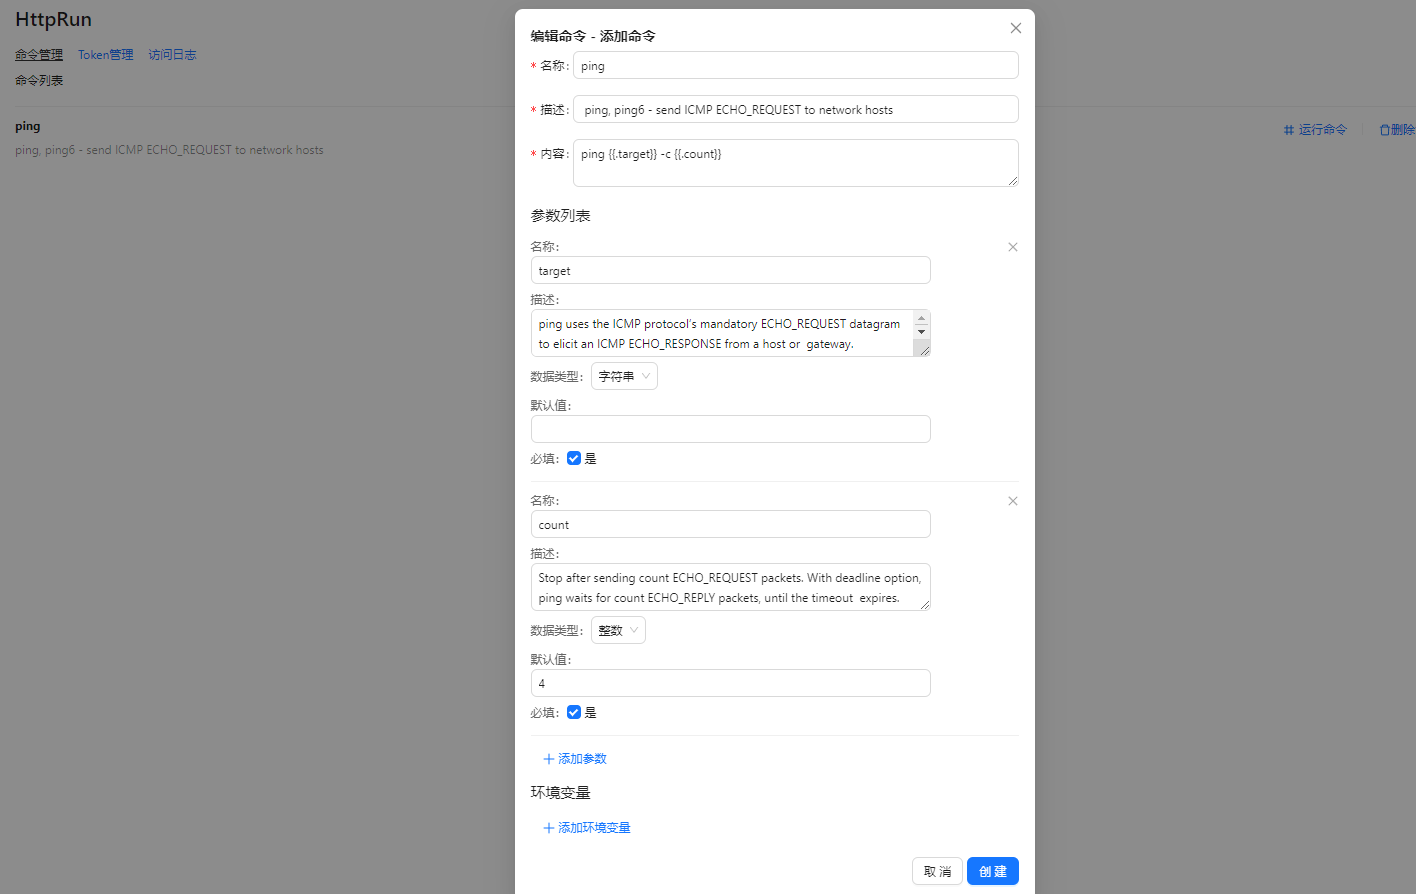 HttpRun
命令管理 Token管理 访问日志
命令列表
ping
ping, ping6 - send ICMP ECHO_REQUEST to network hosts
运行命令 删除
编辑命令 - 添加命令
* 名称: ping
* 描述: ping, ping6 - send ICMP ECHO_REQUEST to network hosts
* 内容: ping {{.target}} -c {{.count}}
参数列表
名称:
target
描述:
ping uses the ICMP protocol's mandatory ECHO_REQUEST datagram
to elicit an ICMP ECHO_RESPONSE from a host or gateway.
数据类型: 字符串
默认值:
必填: 是
名称:
count
描述:
Stop after sending count ECHO_REQUEST packets. With deadline option,
ping waits for count ECHO_REPLY packets, until the timeout expires.
数据类型: 整数
默认值:
4
必填: 是
+ 添加参数
环境变量
+ 添加环境变量
取 消 创 建